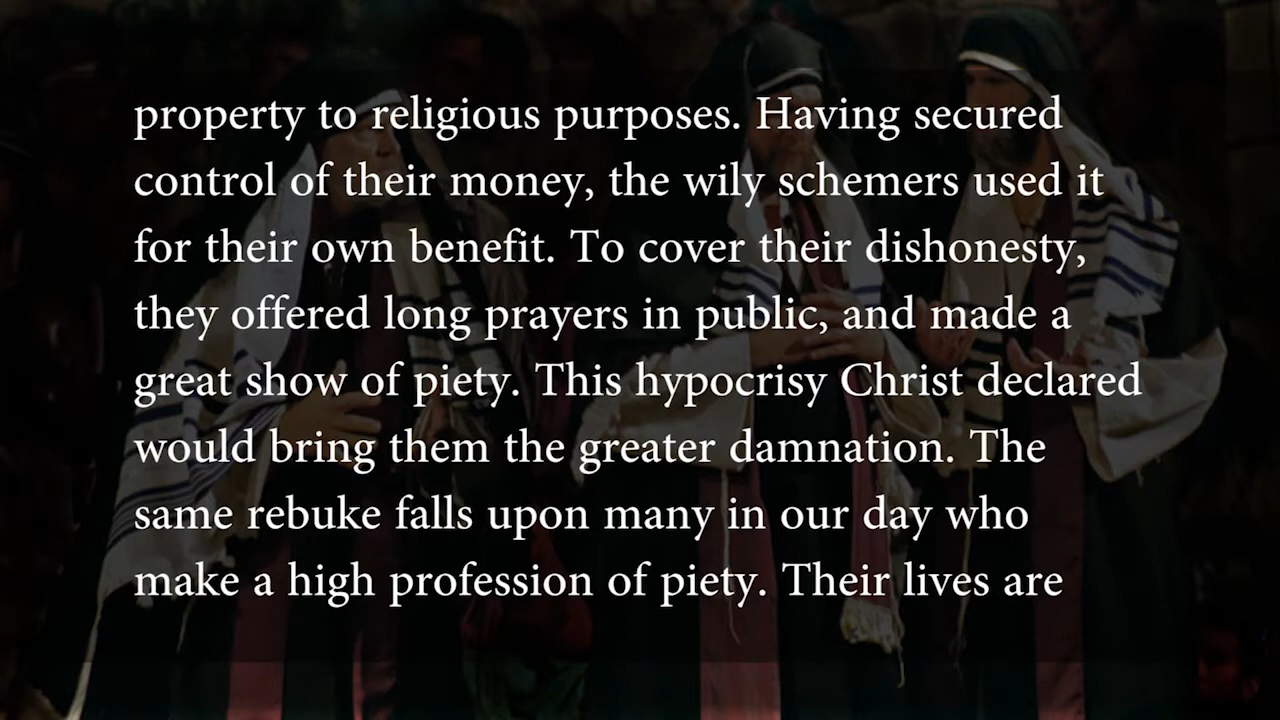 property to religious purposes. Having secured
control of their money, the wily schemers used it
for their own benefit. To cover their dishonesty,
they offered long prayers in public, and made a
great show of piety. This hypocrisy Christ declared
would bring them the greater damnation. The
same rebuke falls upon many in our day who
make a high profession of piety. Their lives are